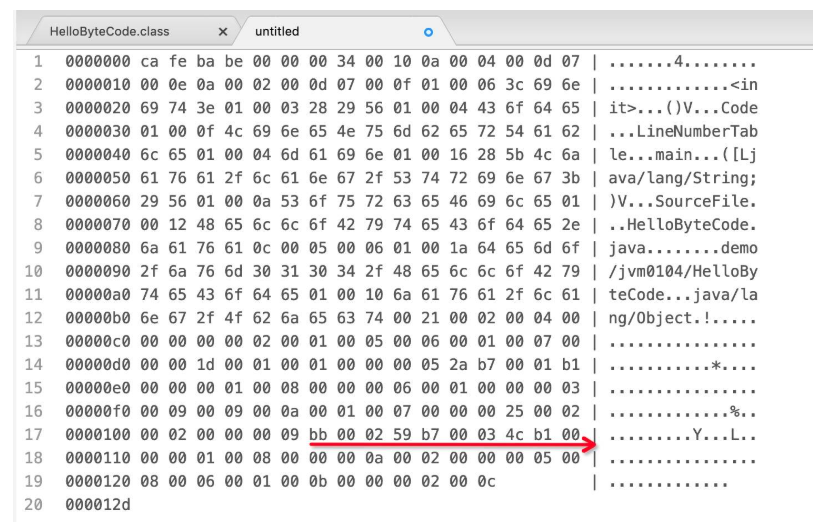 HelloByteCode.class × untitled
1 0000000 ca fe ba be 00 00 00 34 00 10 0a 00 04 00 0d 07 | .......4........
2 0000010 00 0e 0a 00 02 00 0d 07 00 0f 01 00 06 3c 69 6e | .............<in
3 0000020 69 74 3e 01 00 03 28 29 56 01 00 04 43 6f 64 65 | it>...()V...Code
4 0000030 01 00 0f 4c 69 6e 65 4e 75 6d 62 65 72 54 61 62 | ...LineNumberTab
5 0000040 6c 65 01 00 04 6d 61 69 6e 01 00 16 28 5b 4c 6a | le...main...([Lj
6 0000050 61 76 61 2f 6c 61 6e 67 2f 53 74 72 69 6e 67 3b | ava/lang/String;
7 0000060 29 56 01 00 0a 53 6f 75 72 63 65 46 69 6c 65 01 | )V...SourceFile.
8 0000070 00 12 48 65 6c 6c 6f 42 79 74 65 43 6f 64 65 2e | ..HelloByteCode.
9 0000080 6a 61 76 61 0c 00 05 00 06 01 00 1a 64 65 6d 6f | java........demo
10 0000090 2f 6a 76 6d 30 31 30 34 2f 48 65 6c 6c 6f 42 79 | /jvm0104/HelloBy
11 00000a0 74 65 43 6f 64 65 01 00 10 6a 61 76 61 2f 6c 61 | teCode...java/la
12 00000b0 6e 67 2f 4f 62 6a 65 63 74 00 21 00 02 00 04 00 | ng/Object.!.....
13 00000c0 00 00 00 00 02 00 01 00 05 00 06 00 01 00 07 00 | ................
14 00000d0 00 00 1d 00 01 00 01 00 00 00 05 2a b7 00 01 b1 | ...........*....
15 00000e0 00 00 00 01 00 08 00 00 00 06 00 01 00 00 00 03 | ................
16 00000f0 00 09 00 09 00 0a 00 01 00 07 00 00 00 25 00 02 | .............%..
17 0000100 00 02 00 00 00 09 bb 00 02 59 b7 00 03 4c b1 00 | .........Y...L..
18 0000110 00 00 01 00 08 00 00 00 0a 00 02 00 00 00 05 00 | ................
19 0000120 08 00 06 00 01 00 0b 00 00 00 02 00 0c | .............
20 000012d